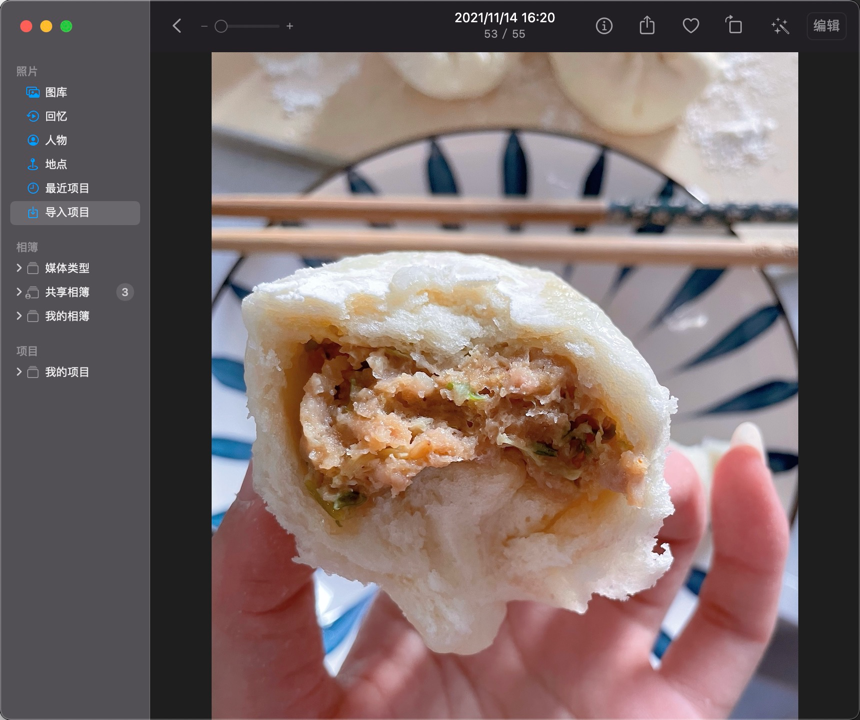 2021/11/14 16:20
53 / 55
编辑
照片
图库
回忆
人物
地点
最近项目
导入项目
相簿
媒体类型
共享相簿 3
我的相簿
项目
我的项目